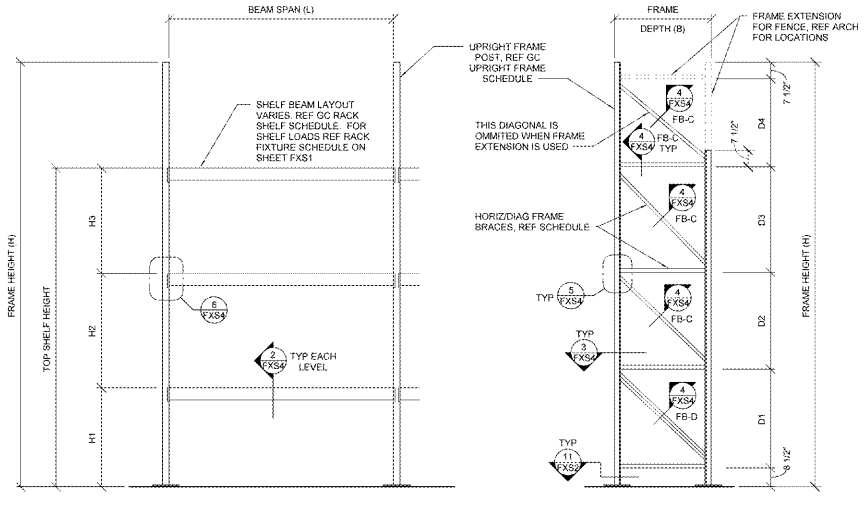 BEAM SPAN (L)
FRAME
DEPTH (B)
FRAME EXTENSION
FOR FENCE, REF ARCH
FOR LOCATIONS
UPRIGHT FRAME
POST, REF GC
UPRIGHT FRAME
SCHEDULE
SHELF BEAM LAYOUT
VARIES. REF GC RACK
SHELF SCHEDULE. FOR
SHELF LOADS REF RACK
FIXTURE SCHEDULE ON
SHEET FXS1
THIS DIAGONAL IS
OMMITED WHEN FRAME
EXTENSION IS USED
HORIZ/DIAG FRAME
BRACES, REF SCHEDULE
FRAME HEIGHT (H)
TOP SHELF HEIGHT
H3
H2
H1
6
FXS4
2
FXS4
TYP EACH
LEVEL
4
FXS4
FB-C
4
FXS4
FB-C
TYP
4
FXS4
FB-C
TYP
5
FXS4
4
FXS4
FB-C
TYP
3
FXS4
4
FXS4
FB-D
TYP
11
FXS2
7 1/2"
7 1/2"
D4
D3
D2
D1
8 1/2"
FRAME HEIGHT (H)